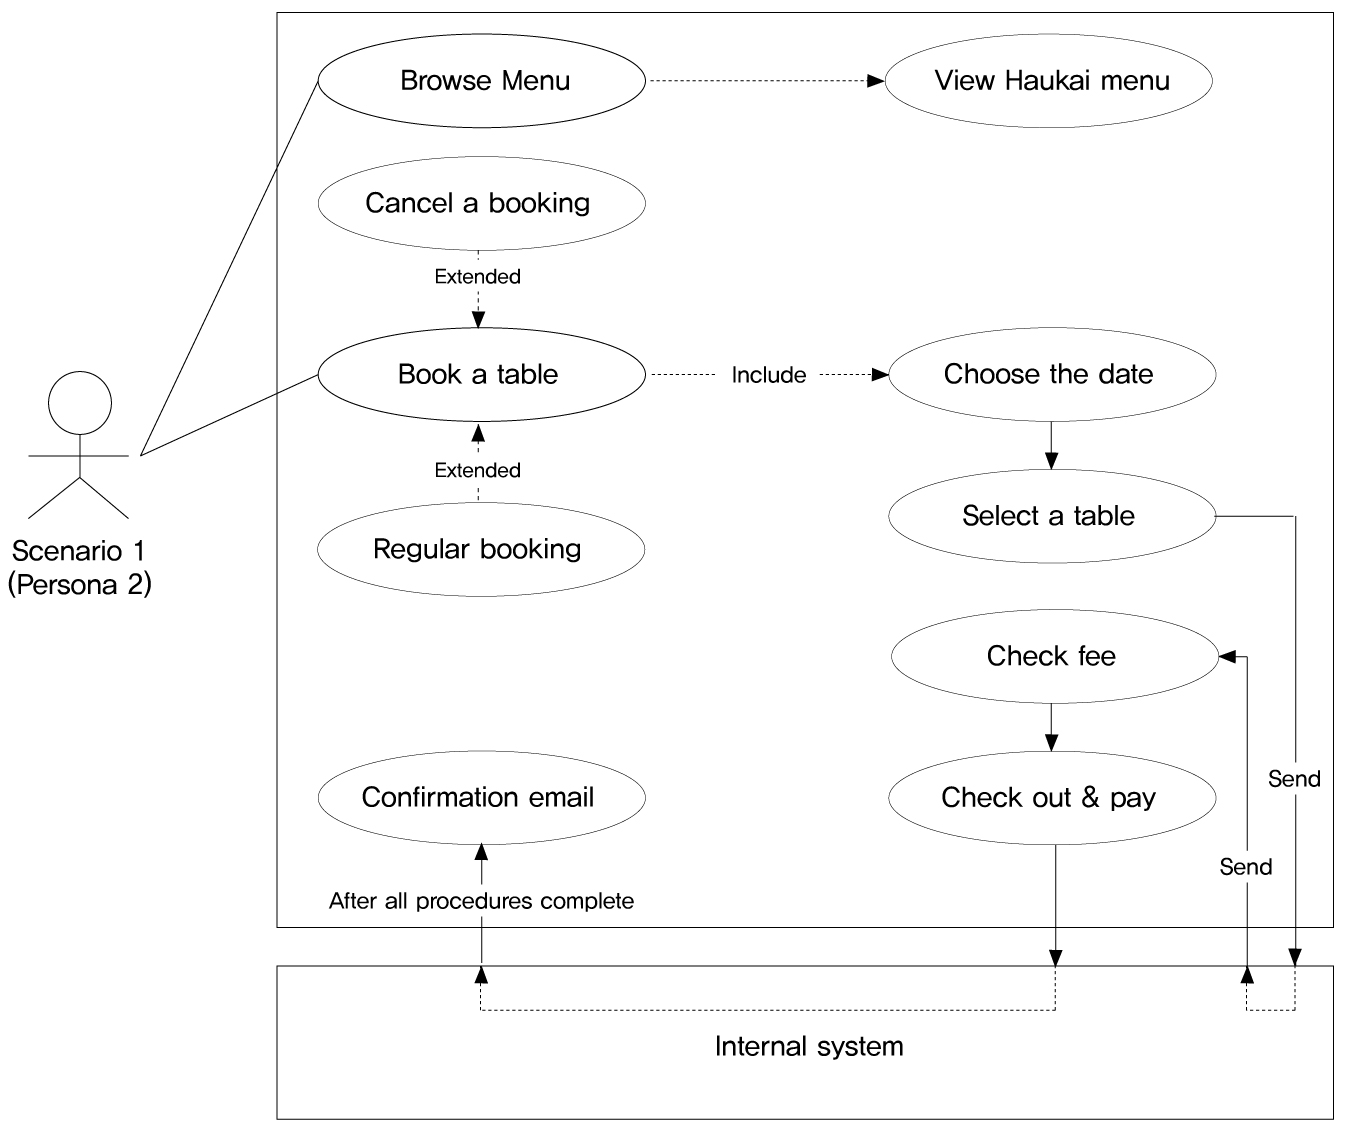 Browse Menu
View Haukai menu
Cancel a booking
Extended
Book a table
Include
Choose the date
Extended
Select a table
Regular booking
Scenario 1
(Persona 2)
Check fee
Send
Confirmation email
Check out & pay
Send
After all procedures complete
Internal system